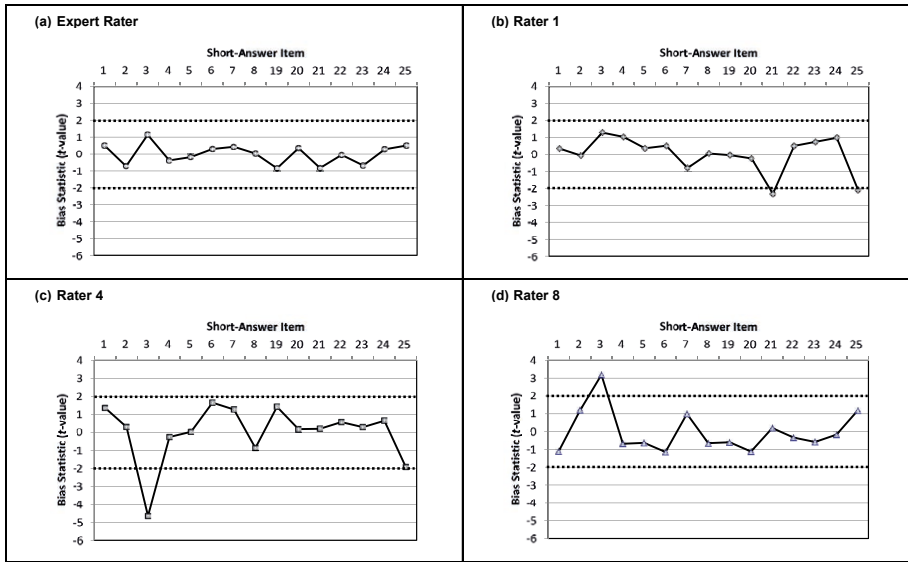 (a) Expert Rater
Short-Answer Item
1 2 3 4 5 6 7 8 19 20 21 22 23 24 25
Bias Statistic (t-value)
4
3
2
1
0
-1
-2
-3
-4
-5
-6
(b) Rater 1
Short-Answer Item
1 2 3 4 5 6 7 8 19 20 21 22 23 24 25
Bias Statistic (t-value)
4
3
2
1
0
-1
-2
-3
-4
-5
-6
(c) Rater 4
Short-Answer Item
1 2 3 4 5 6 7 8 19 20 21 22 23 24 25
Bias Statistic (t-value)
4
3
2
1
0
-1
-2
-3
-4
-5
-6
(d) Rater 8
Short-Answer Item
1 2 3 4 5 6 7 8 19 20 21 22 23 24 25
Bias Statistic (t-value)
4
3
2
1
0
-1
-2
-3
-4
-5
-6